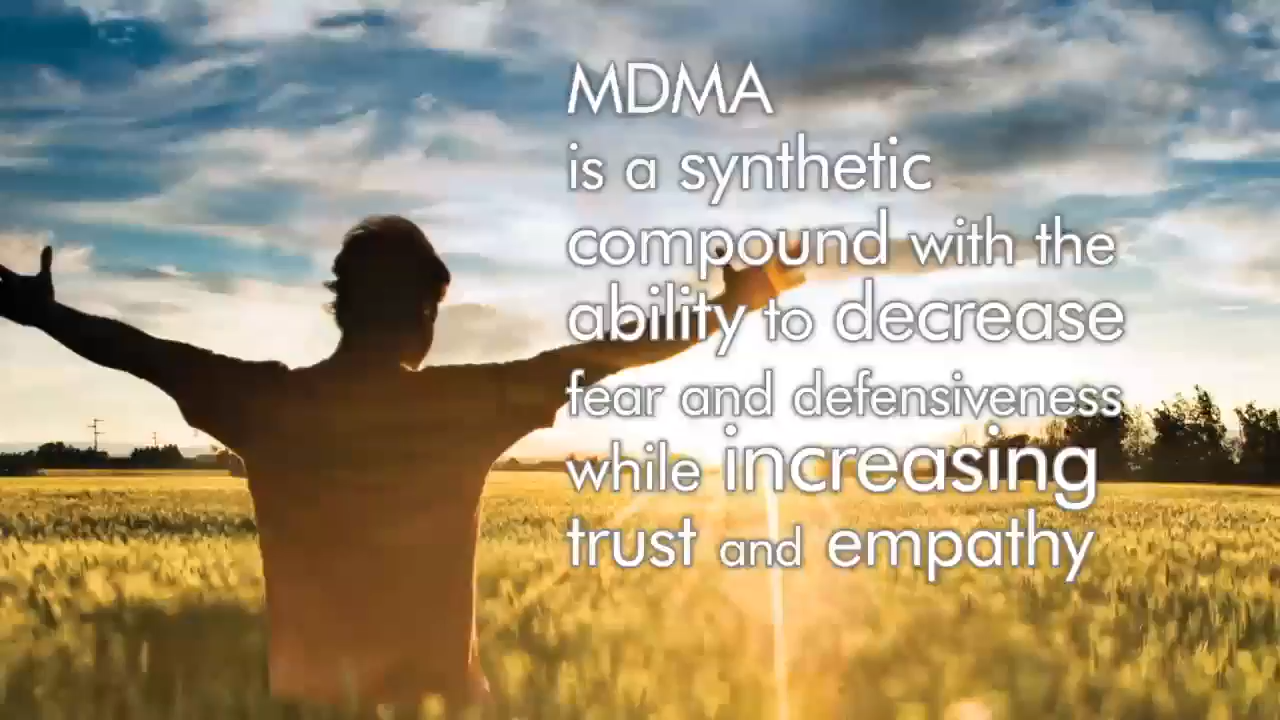 MDMA
is a synthetic
compound with the
ability to decrease
fear and defensiveness
while increasing
trust and empathy